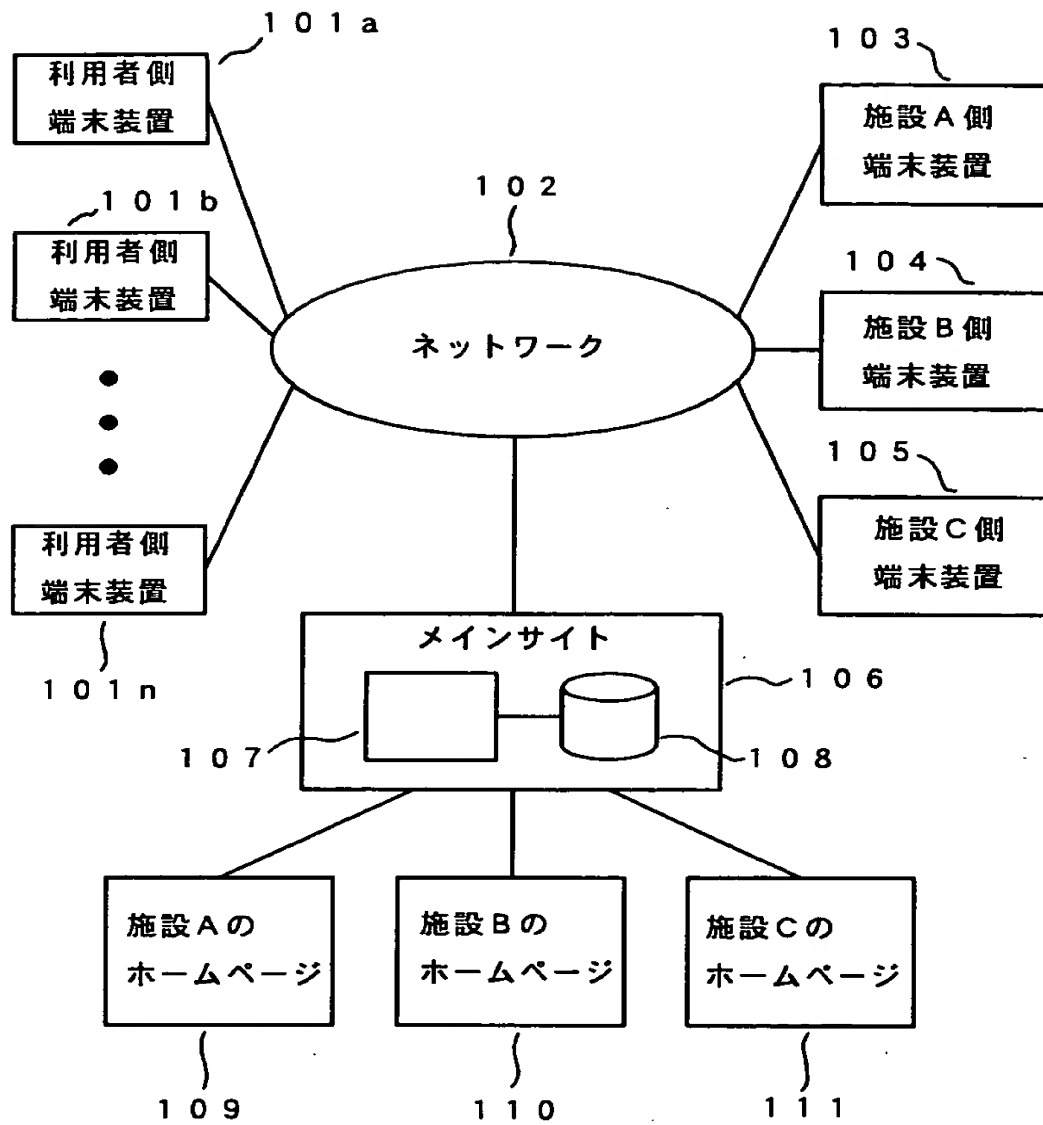 101a
利用者側
端末装置
103
施設A側
端末装置
102
101b
利用者側
端末装置
104
施設B側
端末装置
ネットワーク
105
施設C側
端末装置
利用者側
端末装置
101n
メインサイト
106
107
108
施設Aの
ホームページ
施設Bの
ホームページ
施設Cの
ホームページ
109
110
111